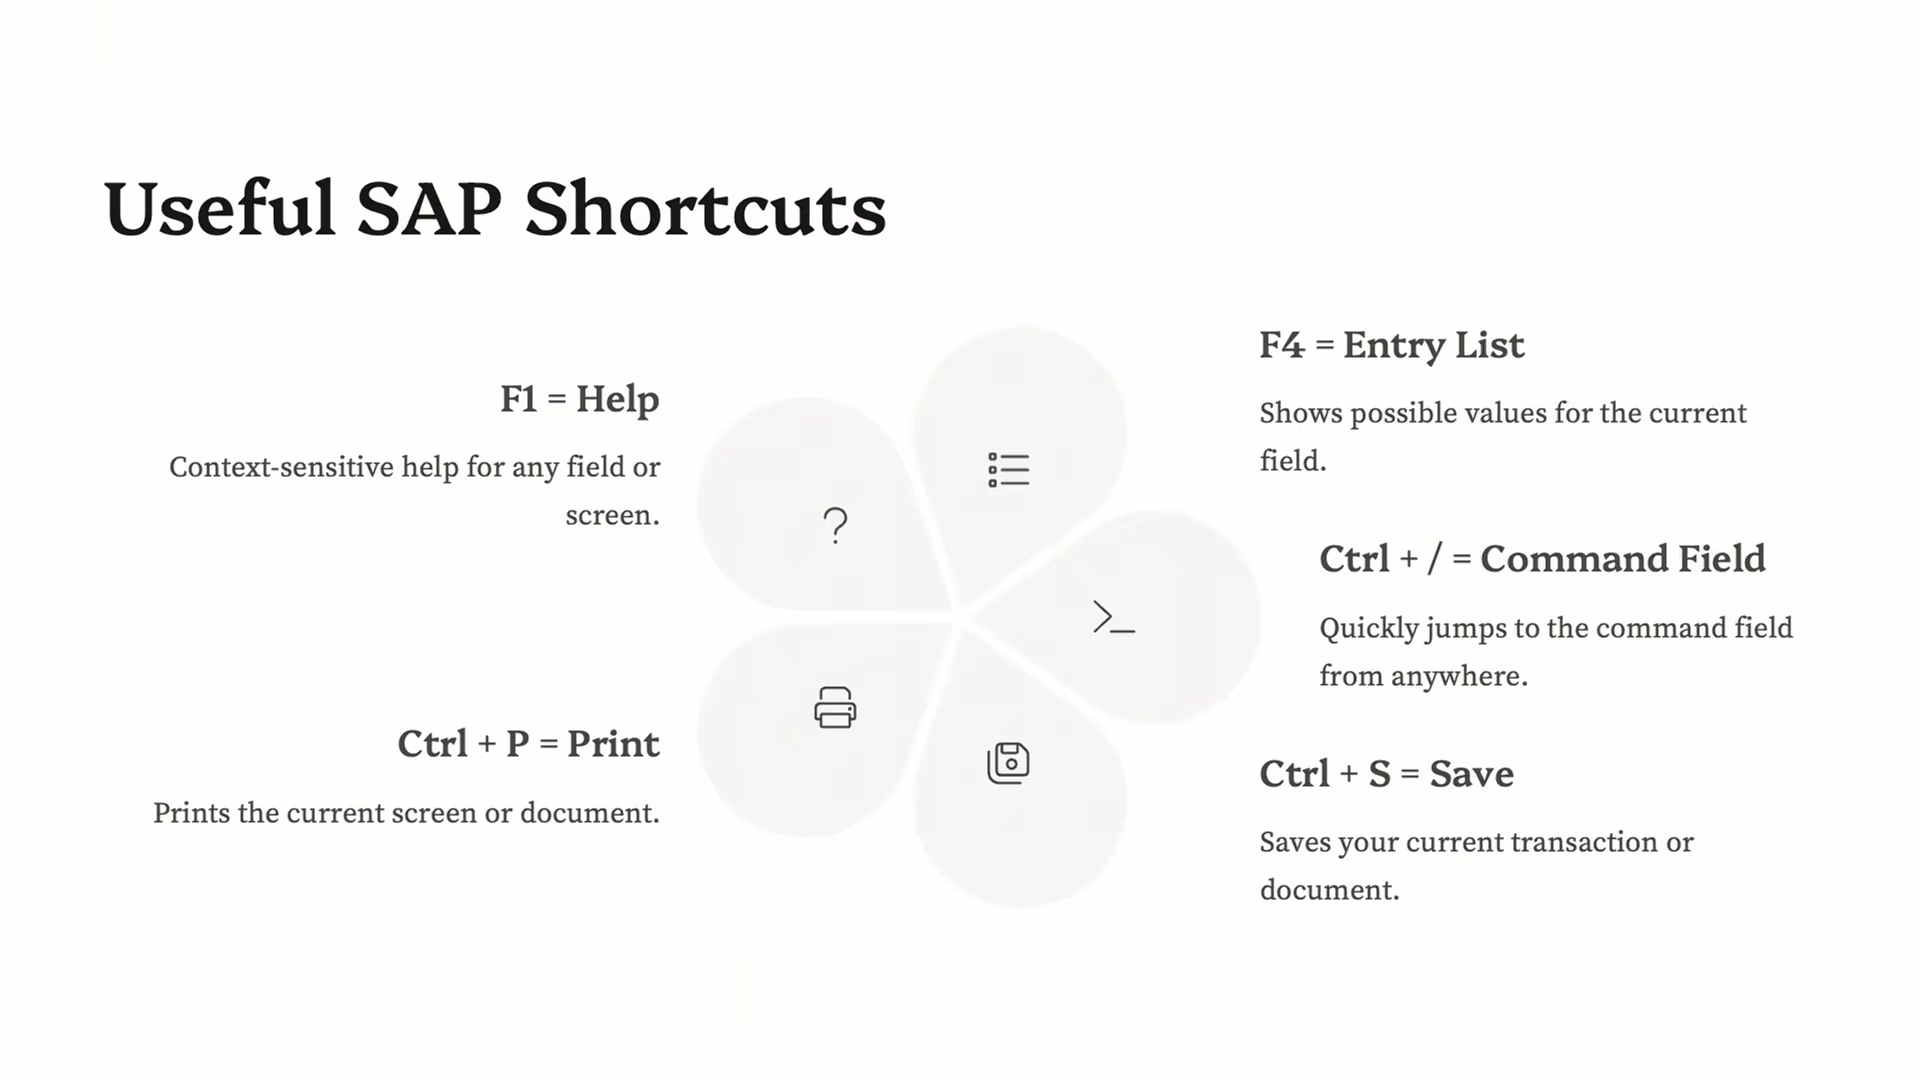 Useful SAP Shortcuts
F1 = Help
Context-sensitive help for any field or
screen.
Ctrl + P = Print
Prints the current screen or document.
F4 = Entry List
Shows possible values for the current
field.
Ctrl + / = Command Field
Quickly jumps to the command field
from anywhere.
Ctrl + S = Save
Saves your current transaction or
document.